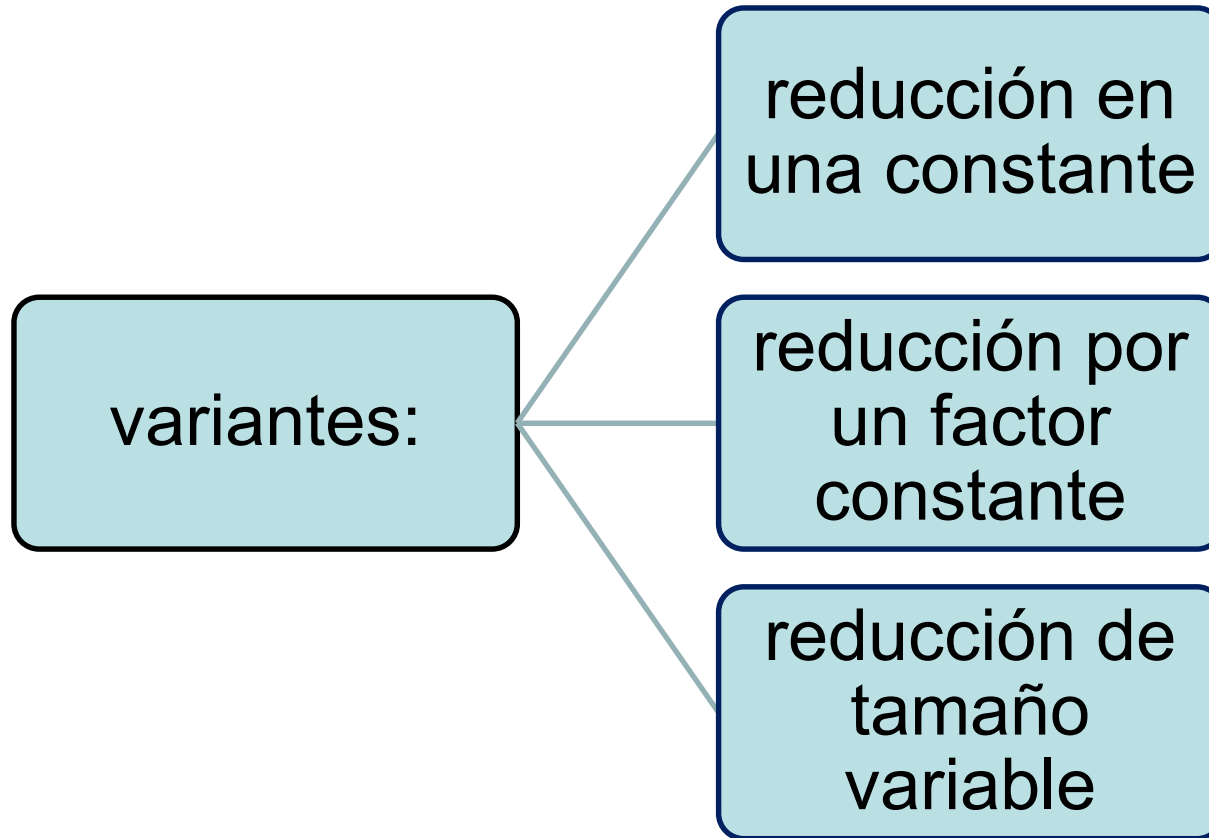 variantes:
reducción en
una constante
reducción por
un factor
constante
reducción de
tamaño
variable